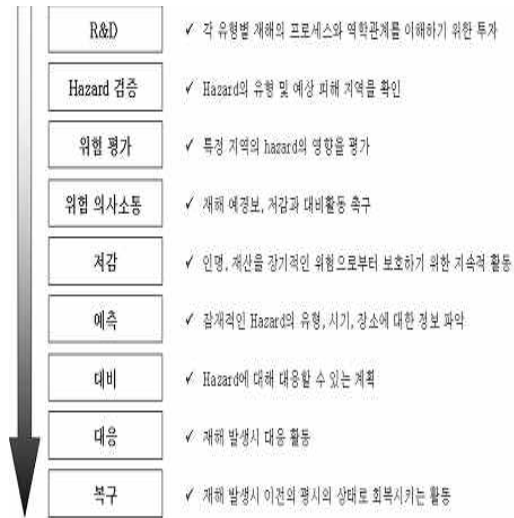 R&D ✓ 각 유형별 재해의 프로세스와 역학관계를 이해하기 위한 투자
Hazard 검증 ✓ Hazard의 유형 및 예상 피해 지역을 확인
위험 평가 ✓ 특정 지역의 hazard의 영향을 평가
위험 의사소통 ✓ 재해 예경보, 저감과 대비활동 촉구
저감 ✓ 인명, 재산을 장기적인 위험으로부터 보호하기 위한 지속적 활동
예측 ✓ 잠재적인 Hazard의 유형, 시기, 장소에 대한 정보 파악
대비 ✓ Hazard에 대해 대응할 수 있는 계획
대응 ✓ 재해 발생시 대응 활동
복구 ✓ 재해 발생시 이전의 평시의 상태로 회복시키는 활동